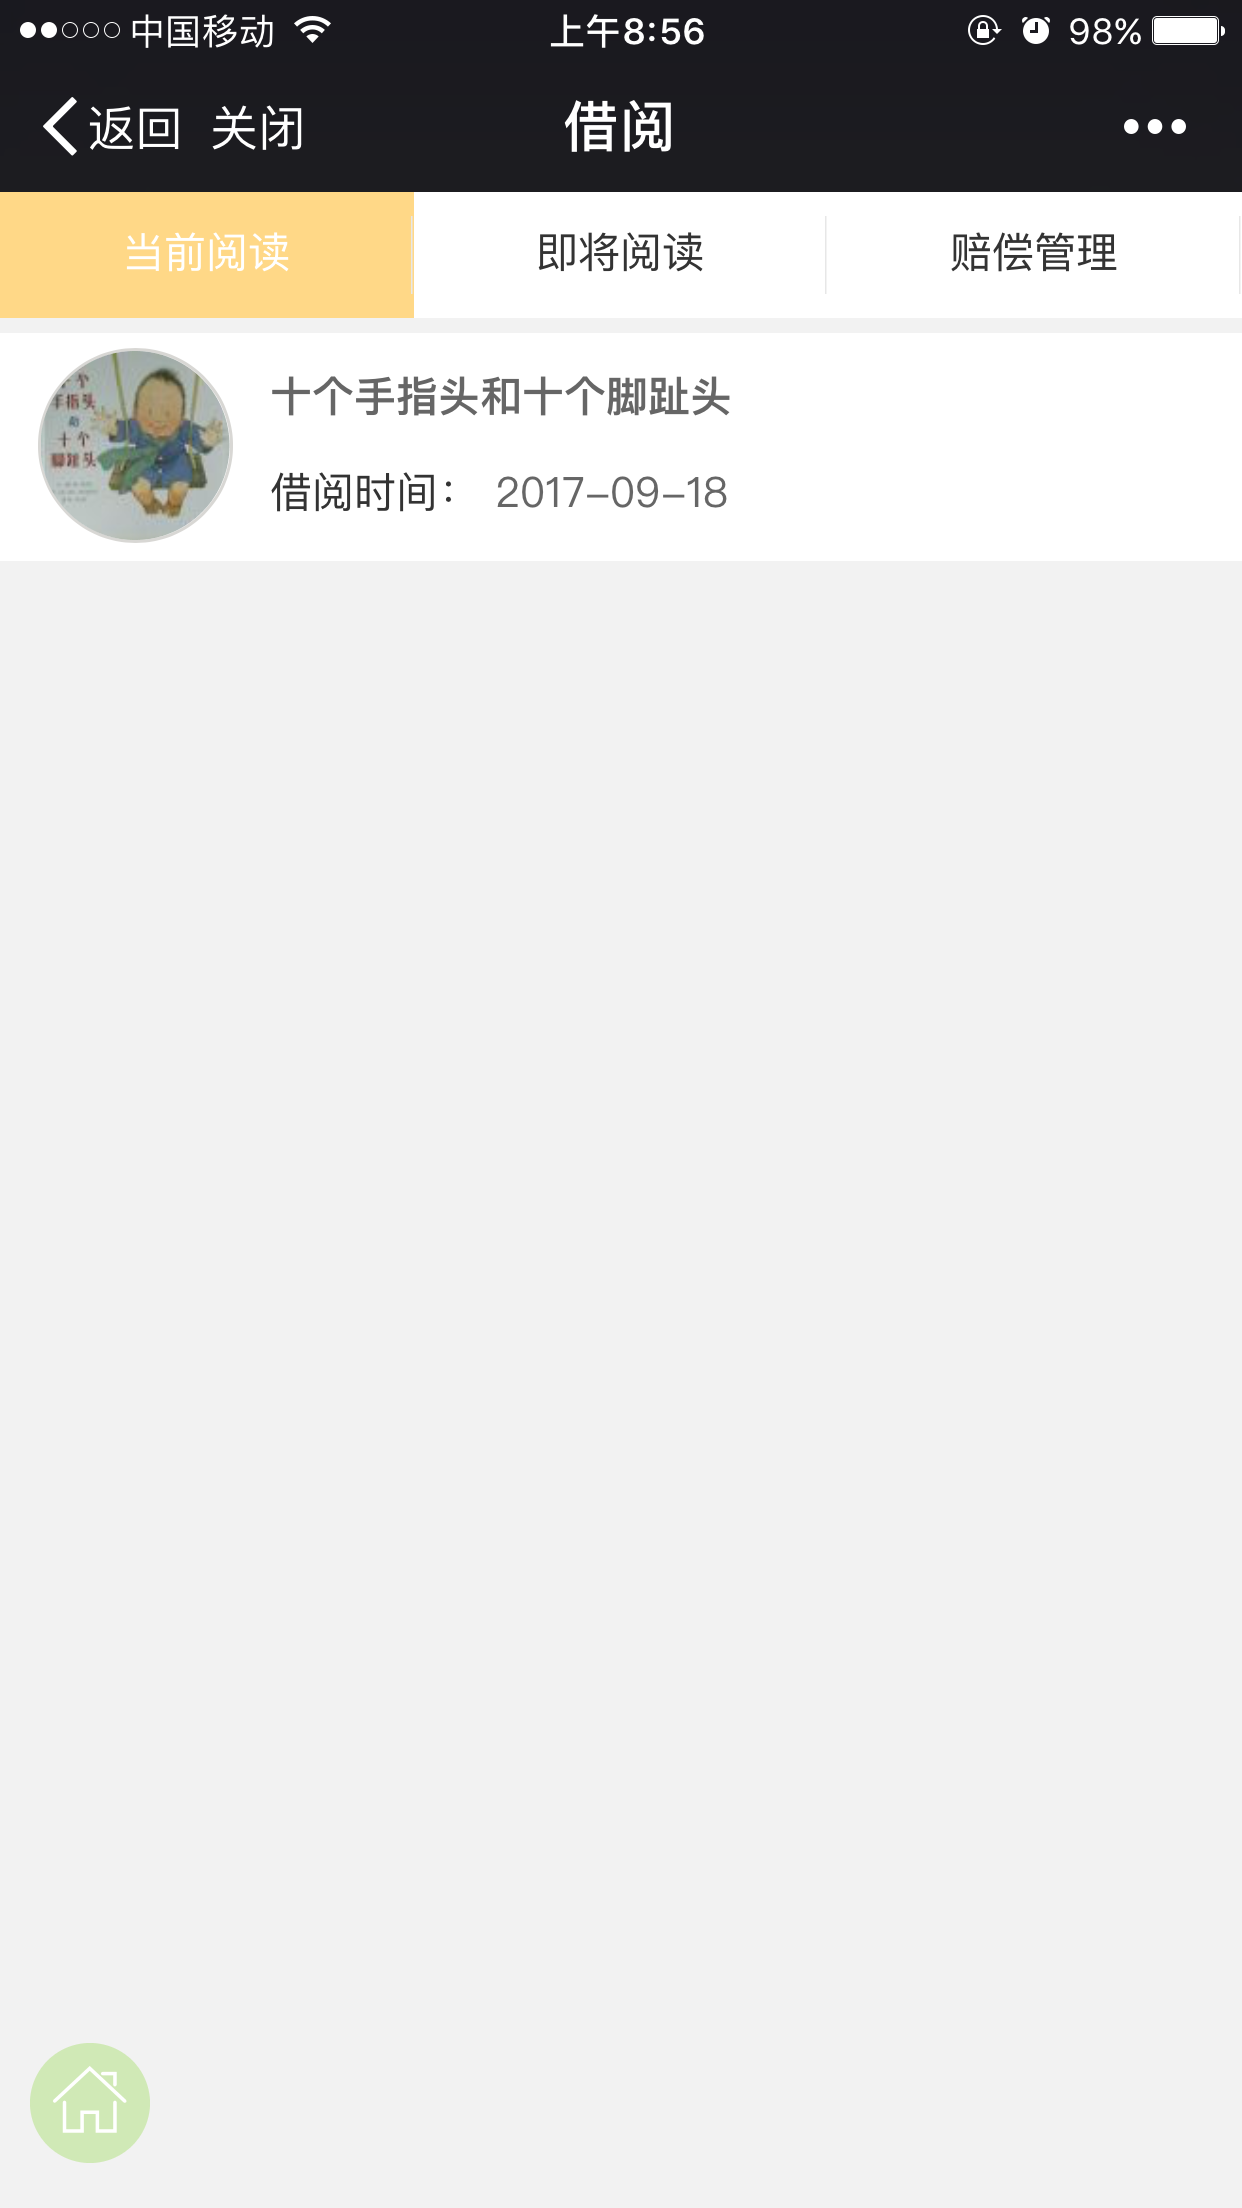 中国移动 上午8:56 98%
返回 关闭 借阅
当前阅读 即将阅读 赔偿管理
十个
手指头
和
十个
脚趾头
十个手指头和十个脚趾头
借阅时间： 2017-09-18